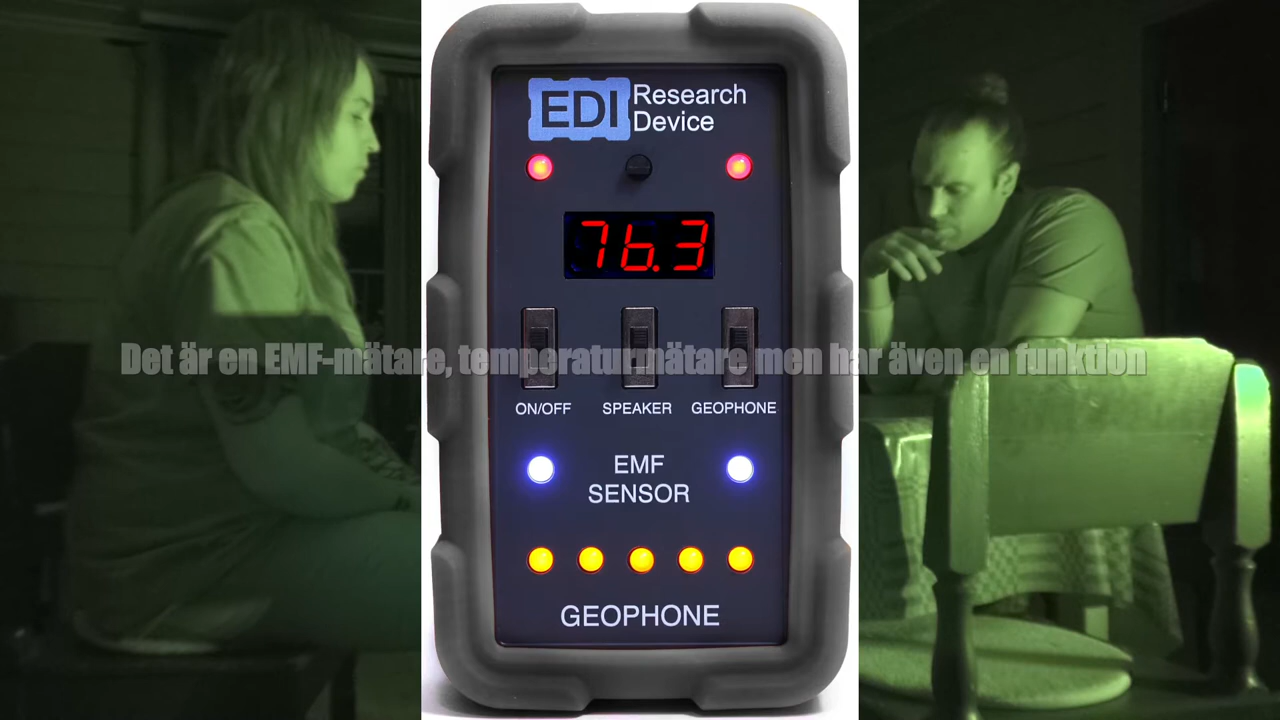 EDI Research
Device
76.3
Det är en EMF-mätare, temperaturmätare men har även en funktion
ON/OFF SPEAKER GEOPHONE
EMF
SENSOR
GEOPHONE